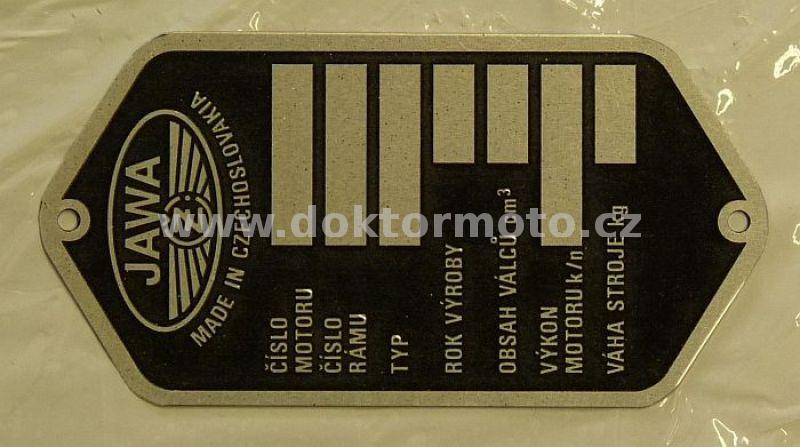 JAWA
ČZ
MADE IN CZECHOSLOVAKIA
ČÍSLO
MOTORU
ČÍSLO
RÁMU
TYP
ROK VÝROBY
OBSAH VÁLCŮ cm³
VÝKON
MOTORU k/n
VÁHA STROJE kg
www.doktormoto.cz